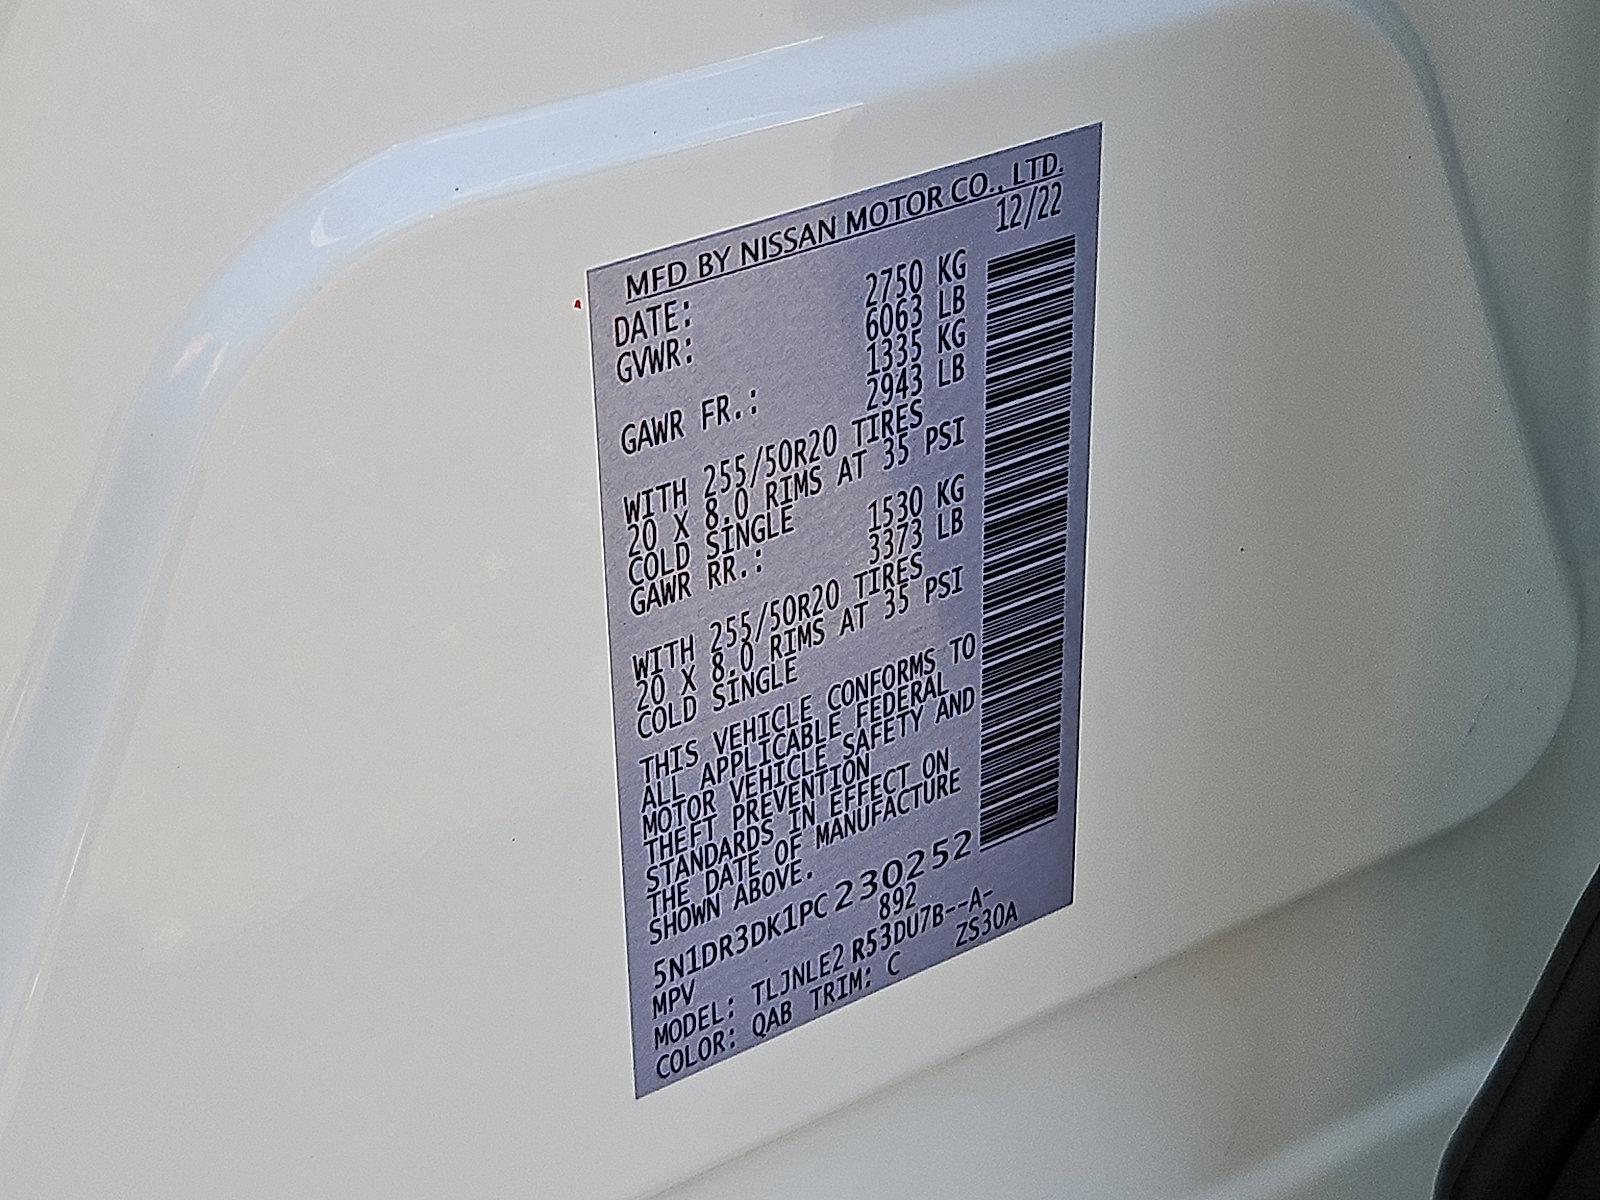 MFD BY NISSAN MOTOR CO., LTD.
DATE: 12/22
GVWR: 2750 KG
6063 LB
GAWR FR.: 1335 KG
2943 LB
WITH 255/50R20 TIRES
20 X 8.0 RIMS AT 35 PSI
COLD SINGLE
GAWR RR.: 1530 KG
3373 LB
WITH 255/50R20 TIRES
20 X 8.0 RIMS AT 35 PSI
COLD SINGLE
THIS VEHICLE CONFORMS TO
ALL APPLICABLE FEDERAL
MOTOR VEHICLE SAFETY AND
THEFT PREVENTION
STANDARDS IN EFFECT ON
THE DATE OF MANUFACTURE
SHOWN ABOVE.
5N1DR3DK1PC230252
MPV 892
MODEL: TLJNLE2 R53DU7B--A-
COLOR: QAB TRIM: C ZS30A